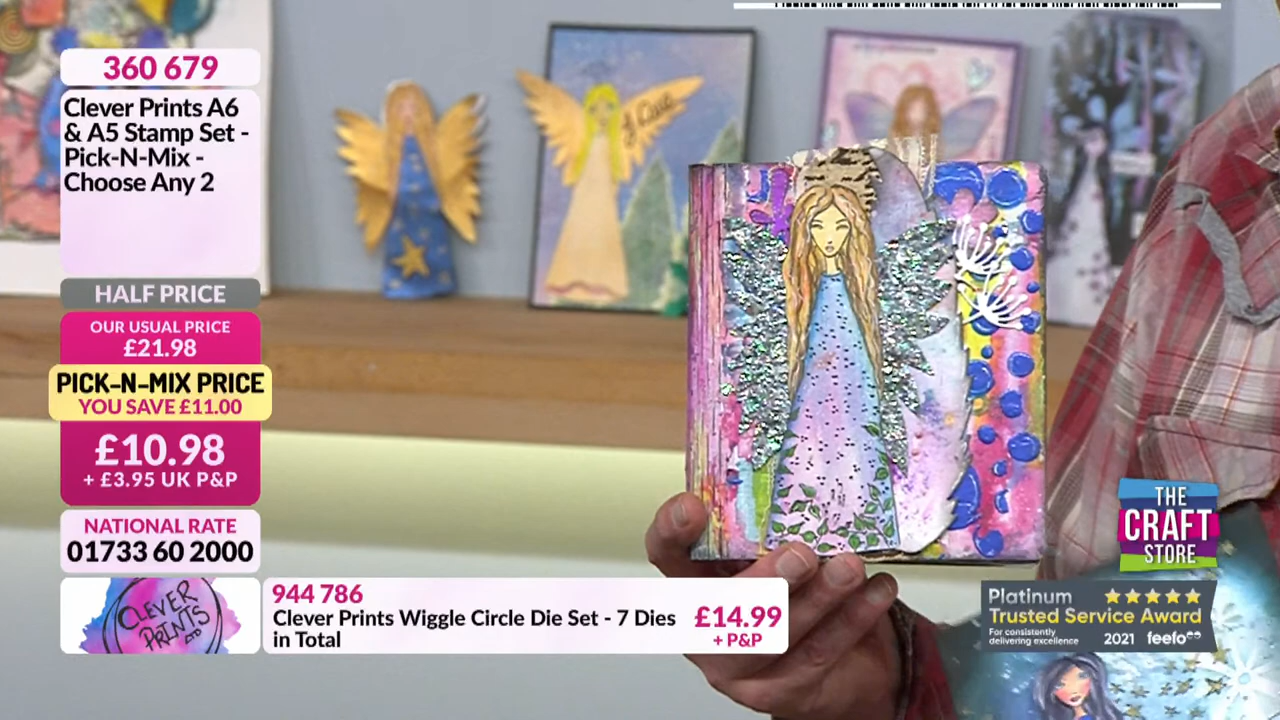 360 679
Clever Prints A6
& A5 Stamp Set -
Pick-N-Mix -
Choose Any 2
HALF PRICE
OUR USUAL PRICE
£21.98
PICK-N-MIX PRICE
YOU SAVE £11.00
£10.98
+ £3.95 UK P&P
NATIONAL RATE
01733 60 2000
CLEVER
PRINTS
LTD
944 786
Clever Prints Wiggle Circle Die Set - 7 Dies
in Total
£14.99
+ P&P
THE
CRAFT
STORE
Platinum
Trusted Service Award
For consistently
delivering excellence
2021 feefo